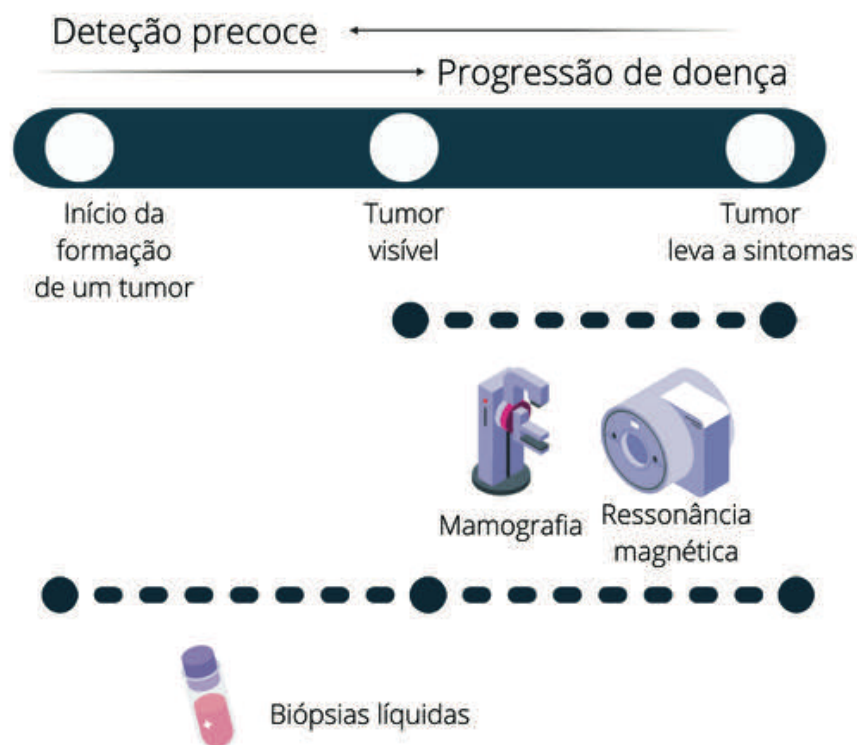 Deteção precoce
Progressão de doença
Início da
formação
de um tumor
Tumor
visível
Tumor
leva a sintomas
Mamografia
Ressonância
magnética
Biópsias líquidas